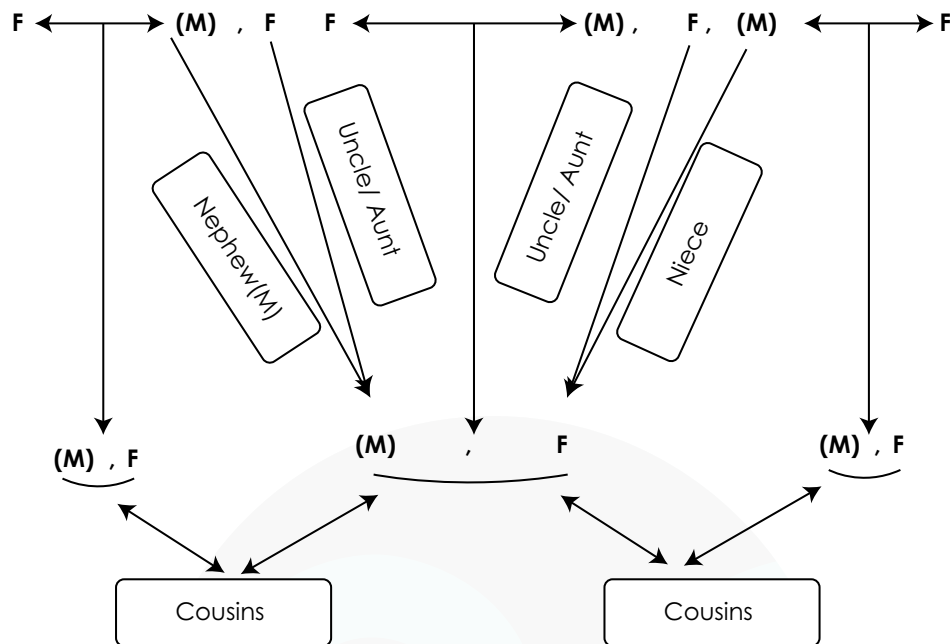 F (M) , F F (M) , F , (M) F
Uncle/ Aunt
Uncle/ Aunt
Nephew(M)
Niece
(M) , F (M) , F (M) , F
Cousins Cousins